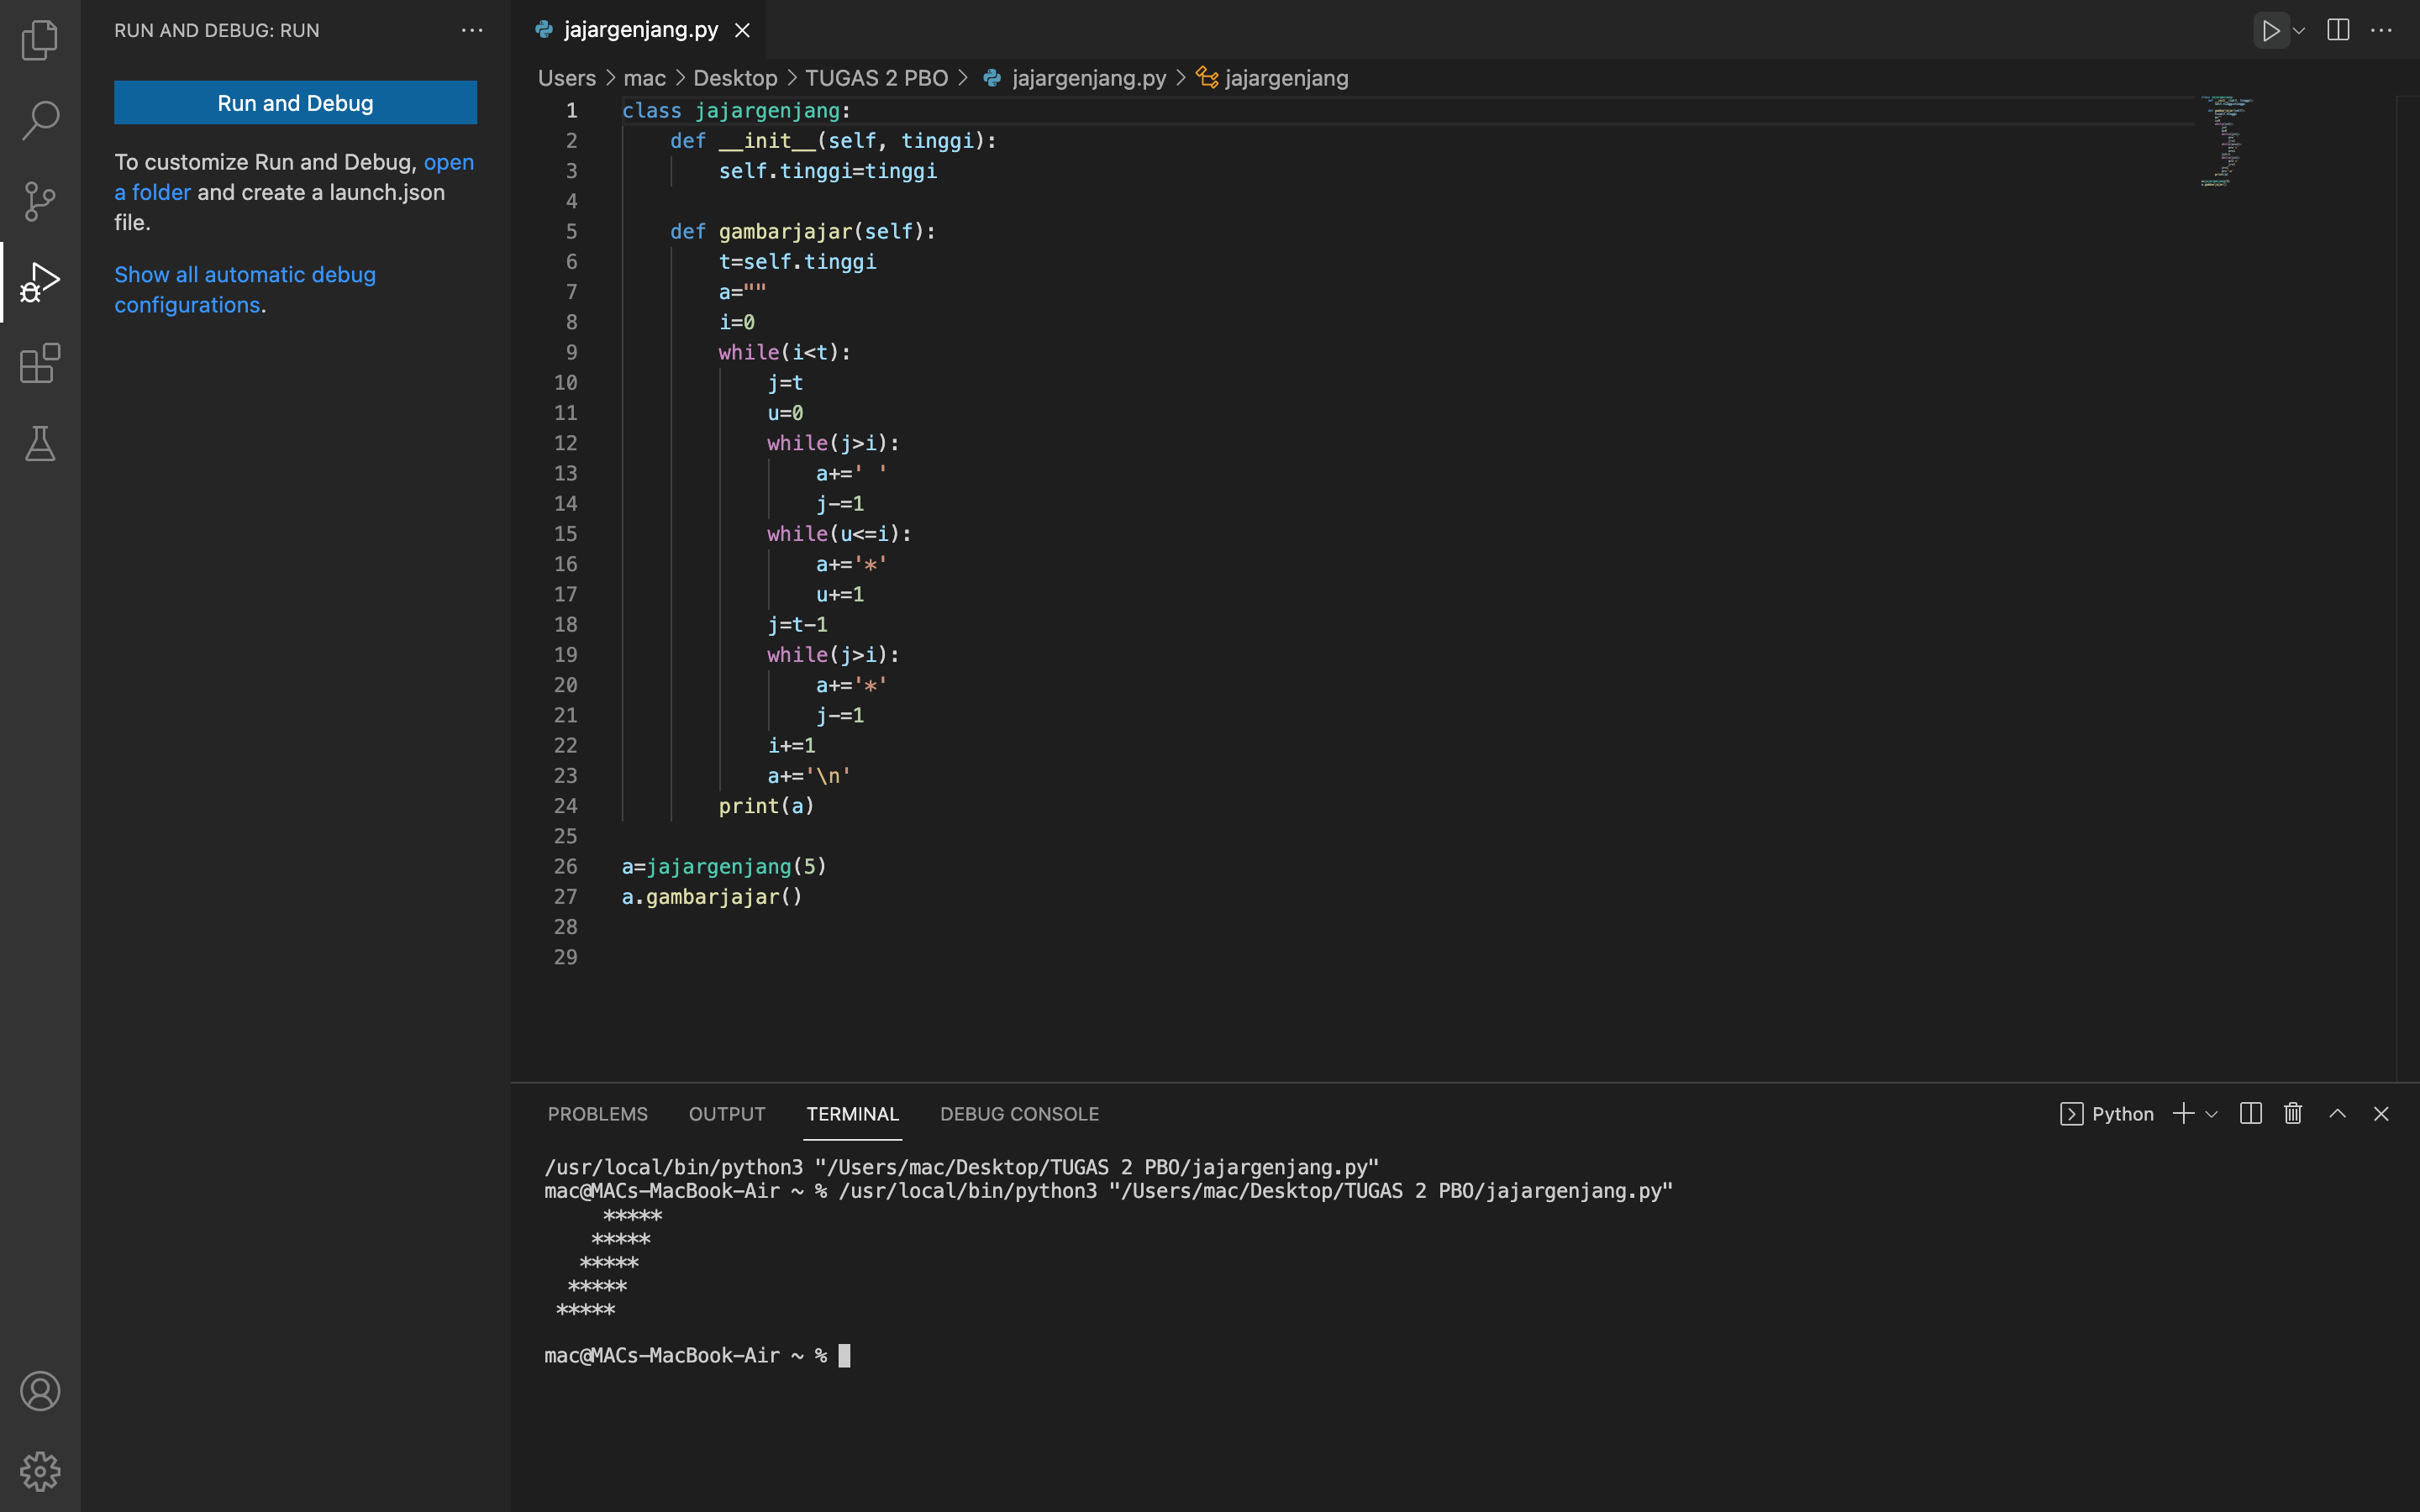 RUN AND DEBUG: RUN
Run and Debug
To customize Run and Debug, open
a folder and create a launch.json
file.
Show all automatic debug
configurations.
jajargenjang.py
Users > mac > Desktop > TUGAS 2 PBO > jajargenjang.py > jajargenjang
1 class jajargenjang:
2     def __init__(self, tinggi):
3         self.tinggi=tinggi
4
5     def gambarjajar(self):
6         t=self.tinggi
7         a=""
8         i=0
9         while(i<t):
10             j=t
11             u=0
12             while(j>i):
13                 a+=' '
14                 j-=1
15             while(u<=i):
16                 a+='*'
17                 u+=1
18             j=t-1
19             while(j>i):
20                 a+='*'
21                 j-=1
22             i+=1
23             a+='\n'
24         print(a)
25
26 a=jajargenjang(5)
27 a.gambarjajar()
28
29
PROBLEMS OUTPUT TERMINAL DEBUG CONSOLE Python
/usr/local/bin/python3 "/Users/mac/Desktop/TUGAS 2 PBO/jajargenjang.py"
mac@MACs-MacBook-Air ~ % /usr/local/bin/python3 "/Users/mac/Desktop/TUGAS 2 PBO/jajargenjang.py"
     *****
    *****
   *****
  *****
 *****
mac@MACs-MacBook-Air ~ %